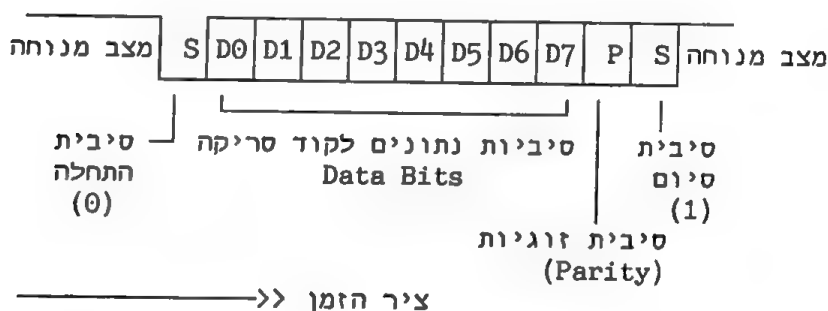 מצב מנוחה S D0 D1 D2 D3 D4 D5 D6 D7 P S מצב מנוחה
סיבית התחלה (0)
סיביות נתונים לקוד סריקה
Data Bits
סיבית סיום (1)
סיבית זוגיות
(Parity)
ציר הזמן